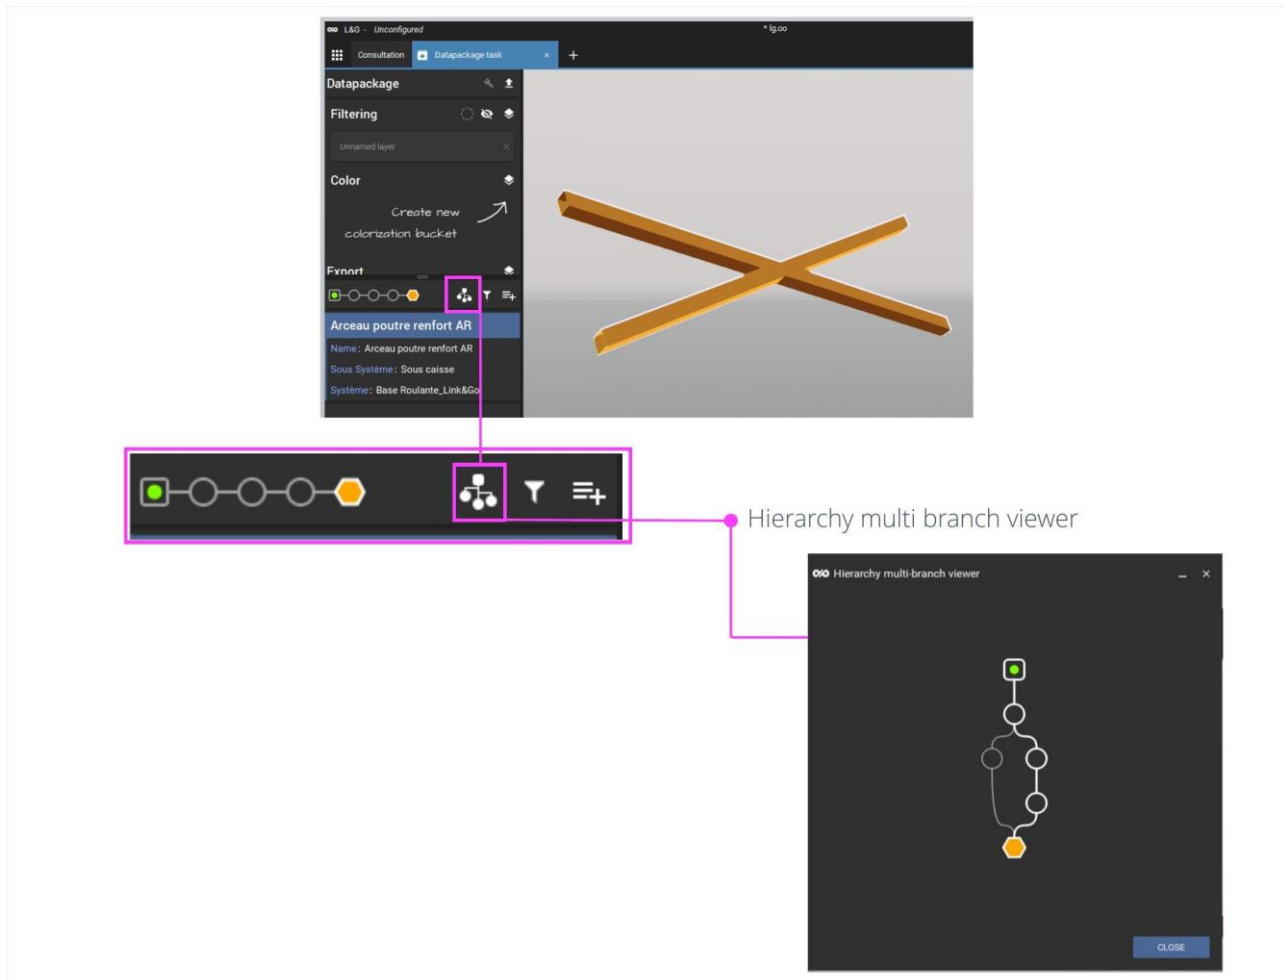 L&G - Unconfigured
* lg.oo
Consultation
Datapackage task
Datapackage
Filtering
Unnamed layer
Color
Create new
colorization bucket
Export
Arceau poutre renfort AR
Name: Arceau poutre renfort AR
Sous Système: Sous caisse
Système: Base Roulante_Link&Go
Hierarchy multi branch viewer
Hierarchy multi-branch viewer
CLOSE